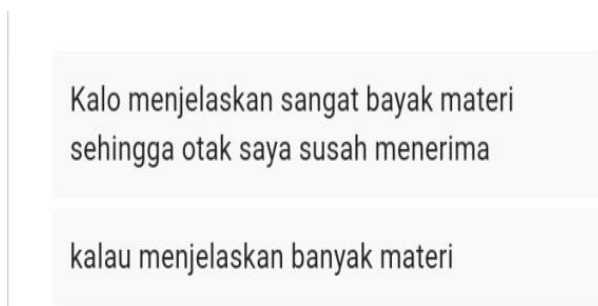 Kalo menjelaskan sangat bayak materi
sehingga otak saya susah menerima
kalau menjelaskan banyak materi